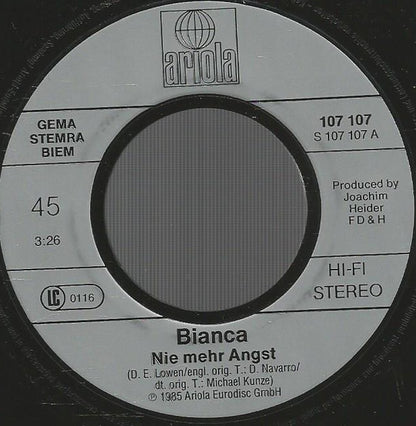 ariola
GEMA
STEMRA
BIEM
107 107
S 107 107 A
45
3:26
Produced by
Joachim
Heider
F D & H
LC 0116
HI-FI
STEREO
Bianca
Nie mehr Angst
(D. E. Lowen/engl. orig. T.: D. Navarro/
dt. orig. T.: Michael Kunze)
℗ 1985 Ariola Eurodisc GmbH